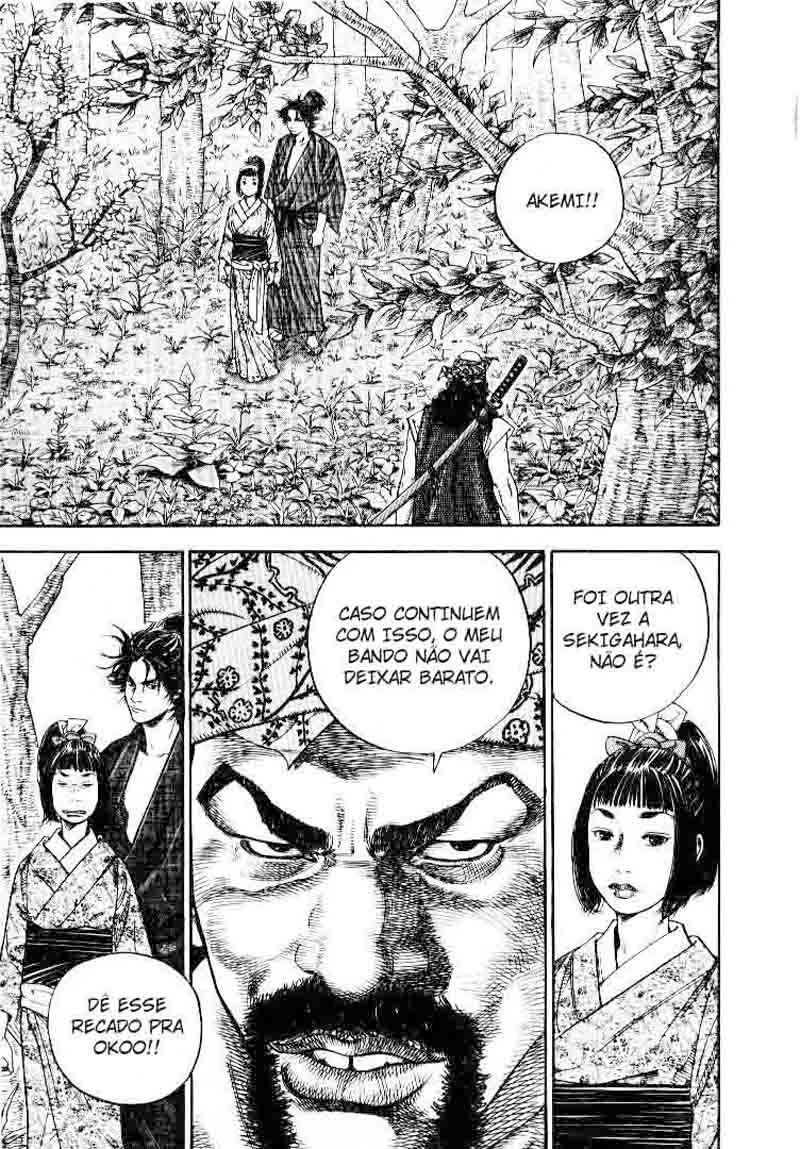 AKEMI!!
FOI OUTRA
VEZ A
SEKIGAHARA,
NÃO É?
CASO CONTINUEM
COM ISSO, O MEU
BANDO NÃO VAI
DEIXAR BARATO.
DÊ ESSE
RECADO PRA
OKOO!!